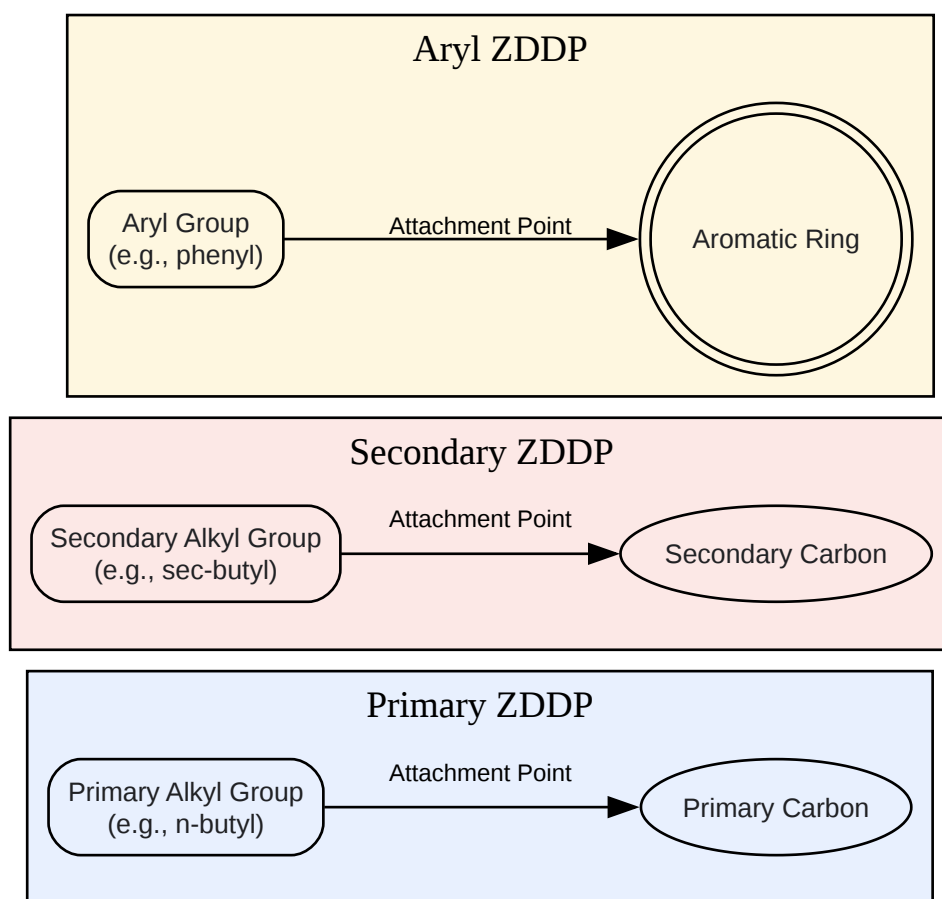 Aryl ZDDP
Aryl Group
(e.g., phenyl)
Attachment Point
Aromatic Ring
Secondary ZDDP
Secondary Alkyl Group
(e.g., sec-butyl)
Attachment Point
Secondary Carbon
Primary ZDDP
Primary Alkyl Group
(e.g., n-butyl)
Attachment Point
Primary Carbon